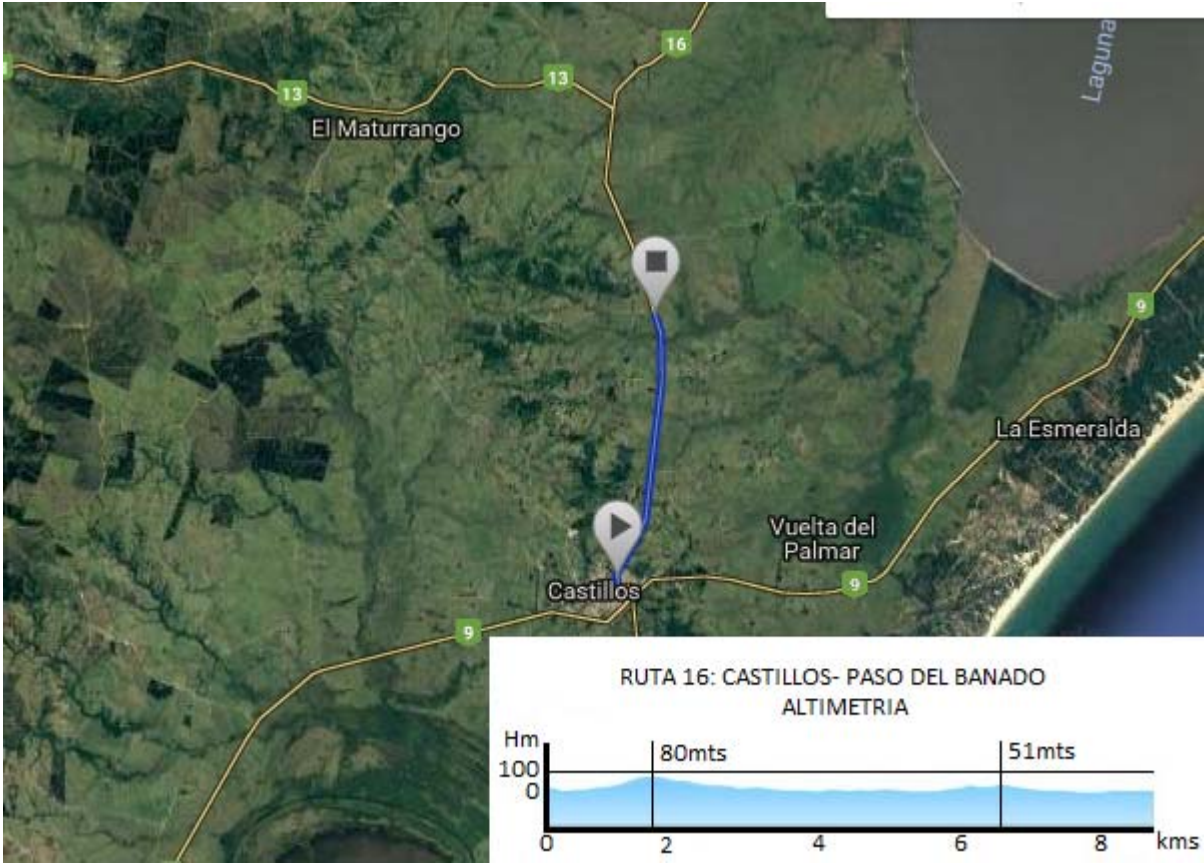 16
Laguna
13
13
El Maturrango
9
La Esmeralda
Vuelta del
Palmar
9
Castillos
9
RUTA 16: CASTILLOS- PASO DEL BANADO
ALTIMETRIA
Hm
80mts
51mts
100
0
0
2
4
6
8
kms